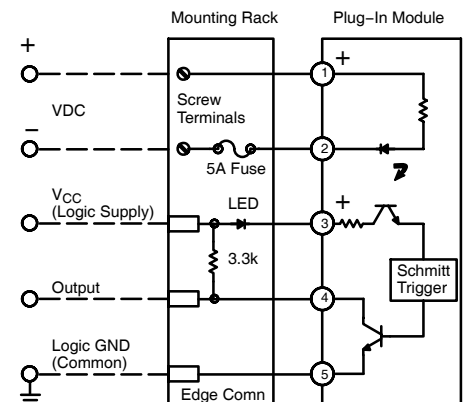 Mounting Rack
Plug–In Module
+
VDC
–
Screw
Terminals
5A Fuse
1
+
2
VCC
(Logic Supply)
LED
3
+
3.3k
Schmitt
Trigger
Output
4
Logic GND
(Common)
5
Edge Comn